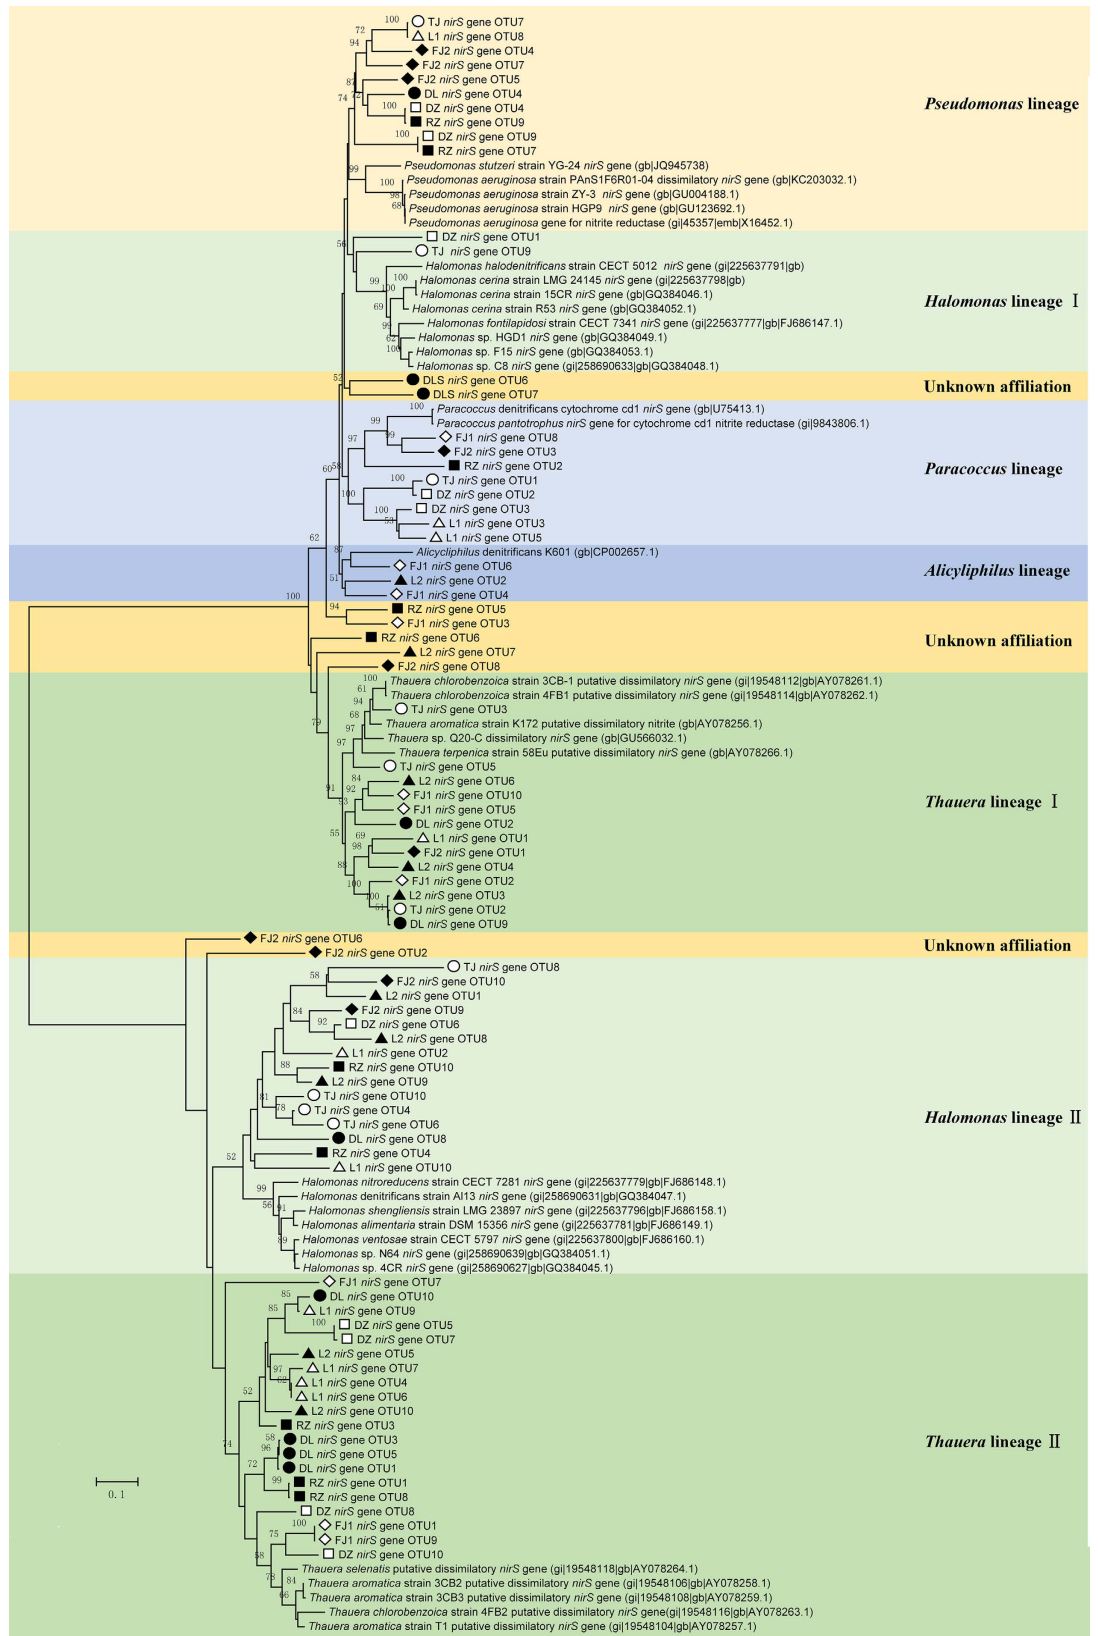 TJ nirS gene OTU7
L1 nirS gene OTU8
FJ2 nirS gene OTU4
FJ2 nirS gene OTU7
FJ2 nirS gene OTU5
DL nirS gene OTU4
DZ nirS gene OTU4
RZ nirS gene OTU9
DZ nirS gene OTU9
RZ nirS gene OTU7
Pseudomonas stutzeri strain YG-24 nirS gene (gb|JQ945738)
Pseudomonas aeruginosa strain PAnS1F6R01-04 dissimilatory nirS gene (gb|KC203032.1)
Pseudomonas aeruginosa strain ZY-3 nirS gene (gb|GU004188.1)
Pseudomonas aeruginosa strain HGP9 nirS gene (gb|GU123692.1)
Pseudomonas aeruginosa gene for nitrite reductase (gi|45357|emb|X16452.1)
Pseudomonas lineage
DZ nirS gene OTU1
TJ nirS gene OTU9
Halomonas halodenitrificans strain CECT 5012 nirS gene (gi|225637791|gb)
Halomonas cerina strain LMG 24145 nirS gene (gi|225637798|gb)
Halomonas cerina strain 15CR nirS gene (gb|GQ384046.1)
Halomonas cerina strain R53 nirS gene (gb|GQ384052.1)
Halomonas fontilapidosi strain CECT 7341 nirS gene (gi|225637777|gb|FJ686147.1)
Halomonas sp. HGD1 nirS gene (gb|GQ384049.1)
Halomonas sp. F15 nirS gene (gb|GQ384053.1)
Halomonas sp. C8 nirS gene (gi|258690633|gb|GQ384048.1)
Halomonas lineage Ⅰ
DLS nirS gene OTU6
DLS nirS gene OTU7
Unknown affiliation
Paracoccus denitrificans cytochrome cd1 nirS gene (gb|U75413.1)
Paracoccus pantotrophus nirS gene for cytochrome cd1 nitrite reductase (gi|9843806.1)
FJ1 nirS gene OTU8
FJ2 nirS gene OTU3
RZ nirS gene OTU2
TJ nirS gene OTU1
DZ nirS gene OTU2
DZ nirS gene OTU3
L1 nirS gene OTU3
L1 nirS gene OTU5
Paracoccus lineage
Alicycliphilus denitrificans K601 (gb|CP002657.1)
FJ1 nirS gene OTU6
L2 nirS gene OTU2
FJ1 nirS gene OTU4
Alicyliphilus lineage
RZ nirS gene OTU5
FJ1 nirS gene OTU3
RZ nirS gene OTU6
L2 nirS gene OTU7
FJ2 nirS gene OTU8
Unknown affiliation
Thauera chlorobenzoica strain 3CB-1 putative dissimilatory nirS gene (gi|19548112|gb|AY078261.1)
Thauera chlorobenzoica strain 4FB1 putative dissimilatory nirS gene (gi|19548114|gb|AY078262.1)
TJ nirS gene OTU3
Thauera aromatica strain K172 putative dissimilatory nitrite (gb|AY078256.1)
Thauera sp. Q20-C dissimilatory nirS gene (gb|GU566032.1)
Thauera terpenica strain 58Eu putative dissimilatory nirS gene (gb|AY078266.1)
TJ nirS gene OTU5
L2 nirS gene OTU6
FJ1 nirS gene OTU10
FJ1 nirS gene OTU5
DL nirS gene OTU2
L1 nirS gene OTU1
FJ2 nirS gene OTU1
L2 nirS gene OTU4
FJ1 nirS gene OTU2
L2 nirS gene OTU3
TJ nirS gene OTU2
DL nirS gene OTU9
Thauera lineage Ⅰ
FJ2 nirS gene OTU6
FJ2 nirS gene OTU2
Unknown affiliation
TJ nirS gene OTU8
FJ2 nirS gene OTU10
L2 nirS gene OTU1
FJ2 nirS gene OTU9
DZ nirS gene OTU6
L2 nirS gene OTU8
L1 nirS gene OTU2
RZ nirS gene OTU10
L2 nirS gene OTU9
TJ nirS gene OTU10
TJ nirS gene OTU4
TJ nirS gene OTU6
DL nirS gene OTU8
RZ nirS gene OTU4
L1 nirS gene OTU10
Halomonas nitroreducens strain CECT 7281 nirS gene (gi|225637779|gb|FJ686148.1)
Halomonas denitrificans strain AI13 nirS gene (gi|258690631|gb|GQ384047.1)
Halomonas shengliensis strain LMG 23897 nirS gene (gi|225637796|gb|FJ686158.1)
Halomonas alimentaria strain DSM 15356 nirS gene (gi|225637781|gb|FJ686149.1)
Halomonas ventosae strain CECT 5797 nirS gene (gi|225637800|gb|FJ686160.1)
Halomonas sp. N64 nirS gene (gi|258690639|gb|GQ384051.1)
Halomonas sp. 4CR nirS gene (gi|258690627|gb|GQ384045.1)
Halomonas lineage Ⅱ
FJ1 nirS gene OTU7
DL nirS gene OTU10
L1 nirS gene OTU9
DZ nirS gene OTU5
DZ nirS gene OTU7
L2 nirS gene OTU5
L1 nirS gene OTU7
L1 nirS gene OTU4
L1 nirS gene OTU6
L2 nirS gene OTU10
RZ nirS gene OTU3
DL nirS gene OTU3
DL nirS gene OTU5
DL nirS gene OTU1
RZ nirS gene OTU1
RZ nirS gene OTU8
DZ nirS gene OTU8
FJ1 nirS gene OTU1
FJ1 nirS gene OTU9
DZ nirS gene OTU10
Thauera selenatis putative dissimilatory nirS gene (gi|19548118|gb|AY078264.1)
Thauera aromatica strain 3CB2 putative dissimilatory nirS gene (gi|19548106|gb|AY078258.1)
Thauera aromatica strain 3CB3 putative dissimilatory nirS gene (gi|19548108|gb|AY078259.1)
Thauera chlorobenzoica strain 4FB2 putative dissimilatory nirS gene(gi|19548116|gb|AY078263.1)
Thauera aromatica strain T1 putative dissimilatory nirS gene (gi|19548104|gb|AY078257.1)
Thauera lineage Ⅱ
0.1